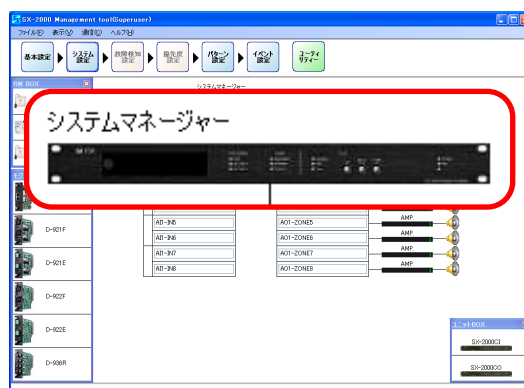 SX-2000 Management tool(Superuser)
ファイル(F) 表示(V) 通信(C) ヘルプ(H)
基本設定 システム設定 故障検知設定 優先度設定 パターン設定 イベント設定 ユーティリティー
RM BOX
システムマネージャー
システムマネージャー
AI1-IN5 AO1-ZONE5 AMP.
AI1-IN6 AO1-ZONE6 AMP.
AI1-IN7 AO1-ZONE7 AMP.
AI1-IN8 AO1-ZONE8
D-921F
D-921E
D-922F
D-922E
D-936R
ユニットBOX
SX-2000CI
SX-2000CO